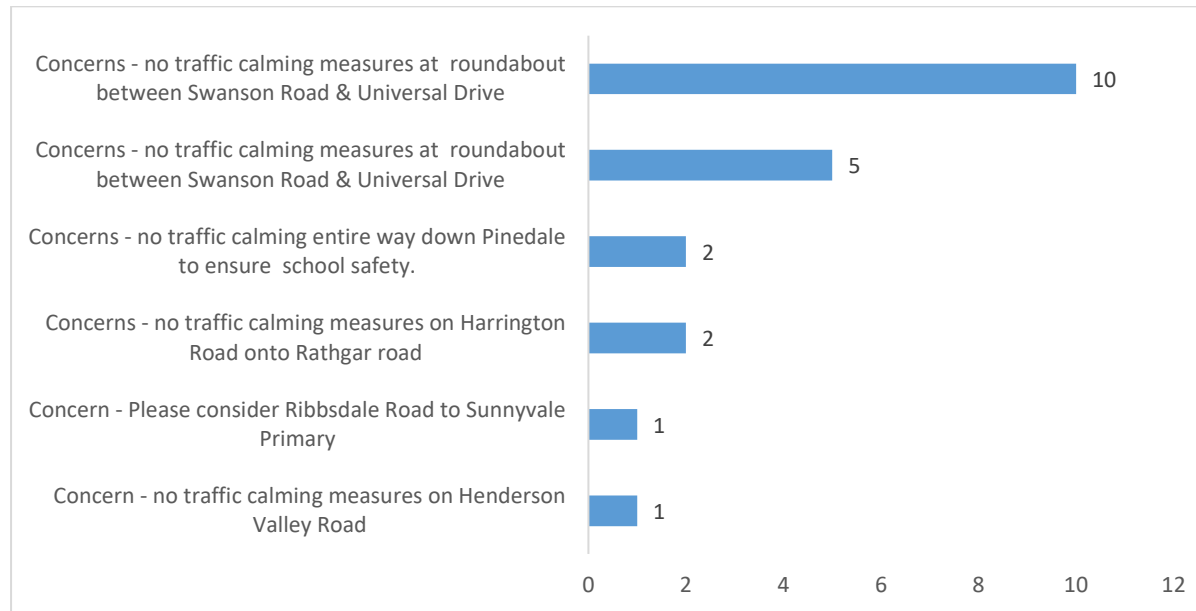 Concerns - no traffic calming measures at  roundabout
between Swanson Road & Universal Drive
10
Concerns - no traffic calming measures at  roundabout
between Swanson Road & Universal Drive
5
Concerns - no traffic calming entire way down Pinedale
to ensure  school safety.
2
Concerns - no traffic calming measures on Harrington
Road onto Rathgar road
2
Concern - Please consider Ribbsdale Road to Sunnyvale
Primary
1
Concern - no traffic calming measures on Henderson
Valley Road
1
0 2 4 6 8 10 12